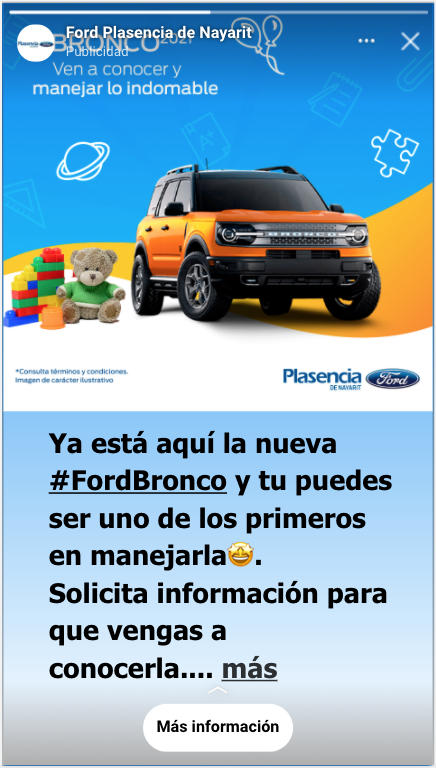 Ford Plasencia de Nayarit
Publicidad
BRONCO 2021
Ven a conocer y
manejar lo indomable
A+
*Consulta términos y condiciones.
Imagen de carácter ilustrativo
Plasencia
DE NAYARIT
Ford
Ya está aquí la nueva
#FordBronco y tu puedes
ser uno de los primeros
en manejarla🤩.
Solicita información para
que vengas a
conocerla.... más
Más información